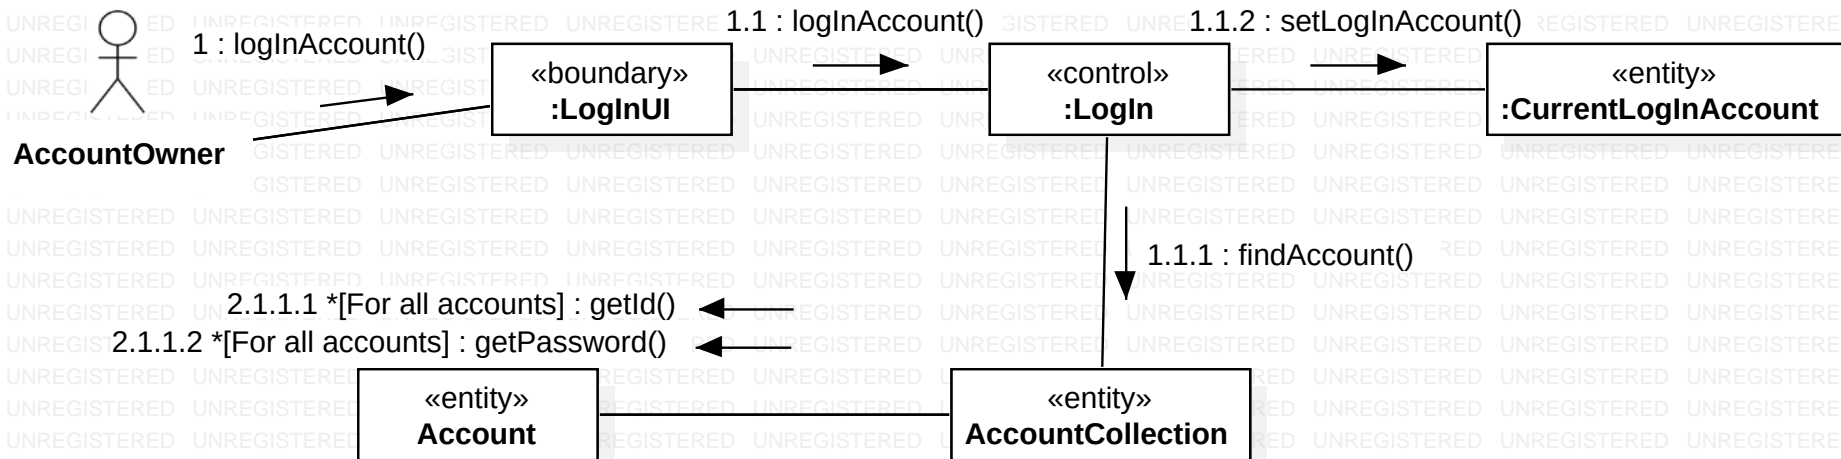 1 : logInAccount()
1.1 : logInAccount()
1.1.2 : setLogInAccount()
«boundary»
:LogInUI
«control»
:LogIn
«entity»
:CurrentLogInAccount
AccountOwner
1.1.1 : findAccount()
2.1.1.1 *[For all accounts] : getId()
2.1.1.2 *[For all accounts] : getPassword()
«entity»
Account
«entity»
AccountCollection
UNREGISTERED